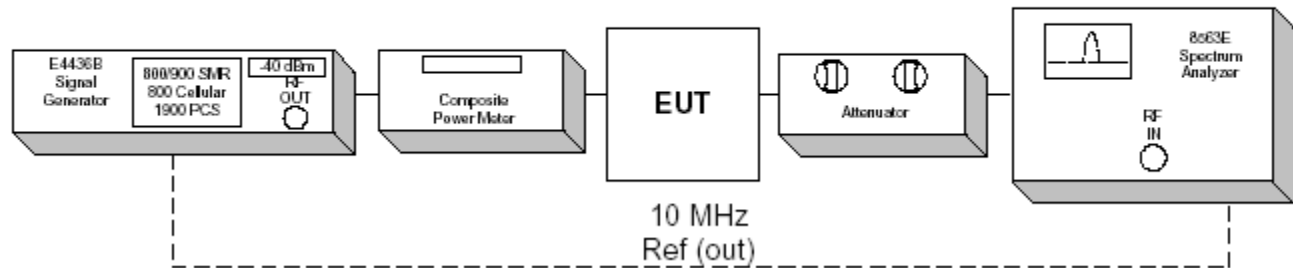 E4436B
Signal
Generator
800/900 SMR
800 Cellular
1900 PCS
-40 dBm
RF
OUT
Composite
Power Meter
EUT
Attenuator
8563E
Spectrum
Analyzer
RF
IN
10 MHz
Ref (out)